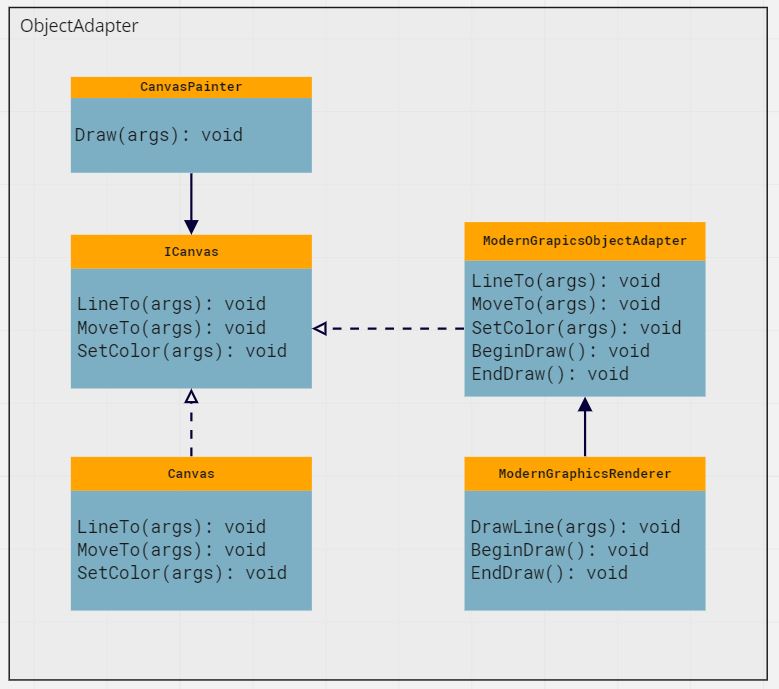 ObjectAdapter
CanvasPainter
Draw(args): void
ICanvas
LineTo(args): void
MoveTo(args): void
SetColor(args): void
ModernGrapicsObjectAdapter
LineTo(args): void
MoveTo(args): void
SetColor(args): void
BeginDraw(): void
EndDraw(): void
Canvas
LineTo(args): void
MoveTo(args): void
SetColor(args): void
ModernGraphicsRenderer
DrawLine(args): void
BeginDraw(): void
EndDraw(): void